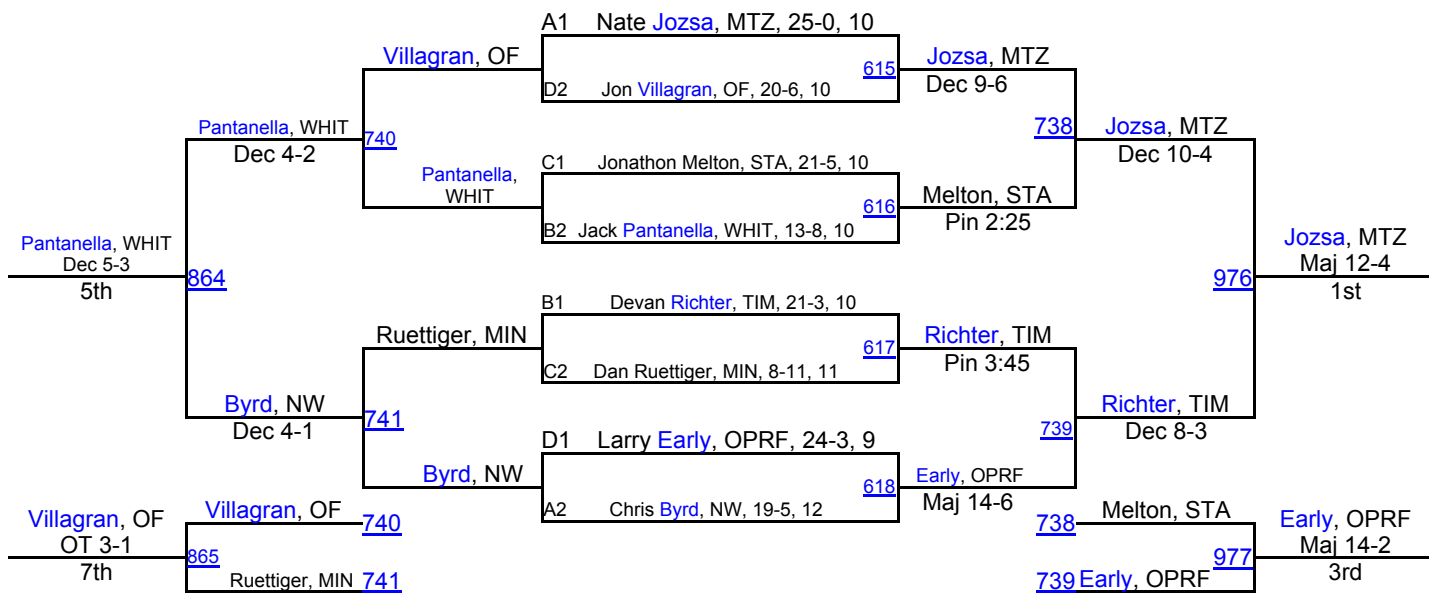 A1 Nate Jozsa, MTZ, 25-0, 10
Villagran, OF
615
Jozsa, MTZ
D2 Jon Villagran, OF, 20-6, 10
Dec 9-6
Pantanella, WHIT
740
738
Jozsa, MTZ
Dec 4-2
Dec 10-4
C1 Jonathon Melton, STA, 21-5, 10
Pantanella,
WHIT
616
Melton, STA
B2 Jack Pantanella, WHIT, 13-8, 10
Pin 2:25
Pantanella, WHIT
Dec 5-3
5th
864
976
Jozsa, MTZ
Maj 12-4
1st
B1 Devan Richter, TIM, 21-3, 10
Ruettiger, MIN
617
Richter, TIM
C2 Dan Ruettiger, MIN, 8-11, 11
Pin 3:45
Byrd, NW
741
739
Richter, TIM
Dec 4-1
Dec 8-3
D1 Larry Early, OPRF, 24-3, 9
Byrd, NW
618
Early, OPRF
A2 Chris Byrd, NW, 19-5, 12
Maj 14-6
Villagran, OF
OT 3-1
7th
Villagran, OF 740
865
Ruettiger, MIN 741
738 Melton, STA
977
739 Early, OPRF
Early, OPRF
Maj 14-2
3rd